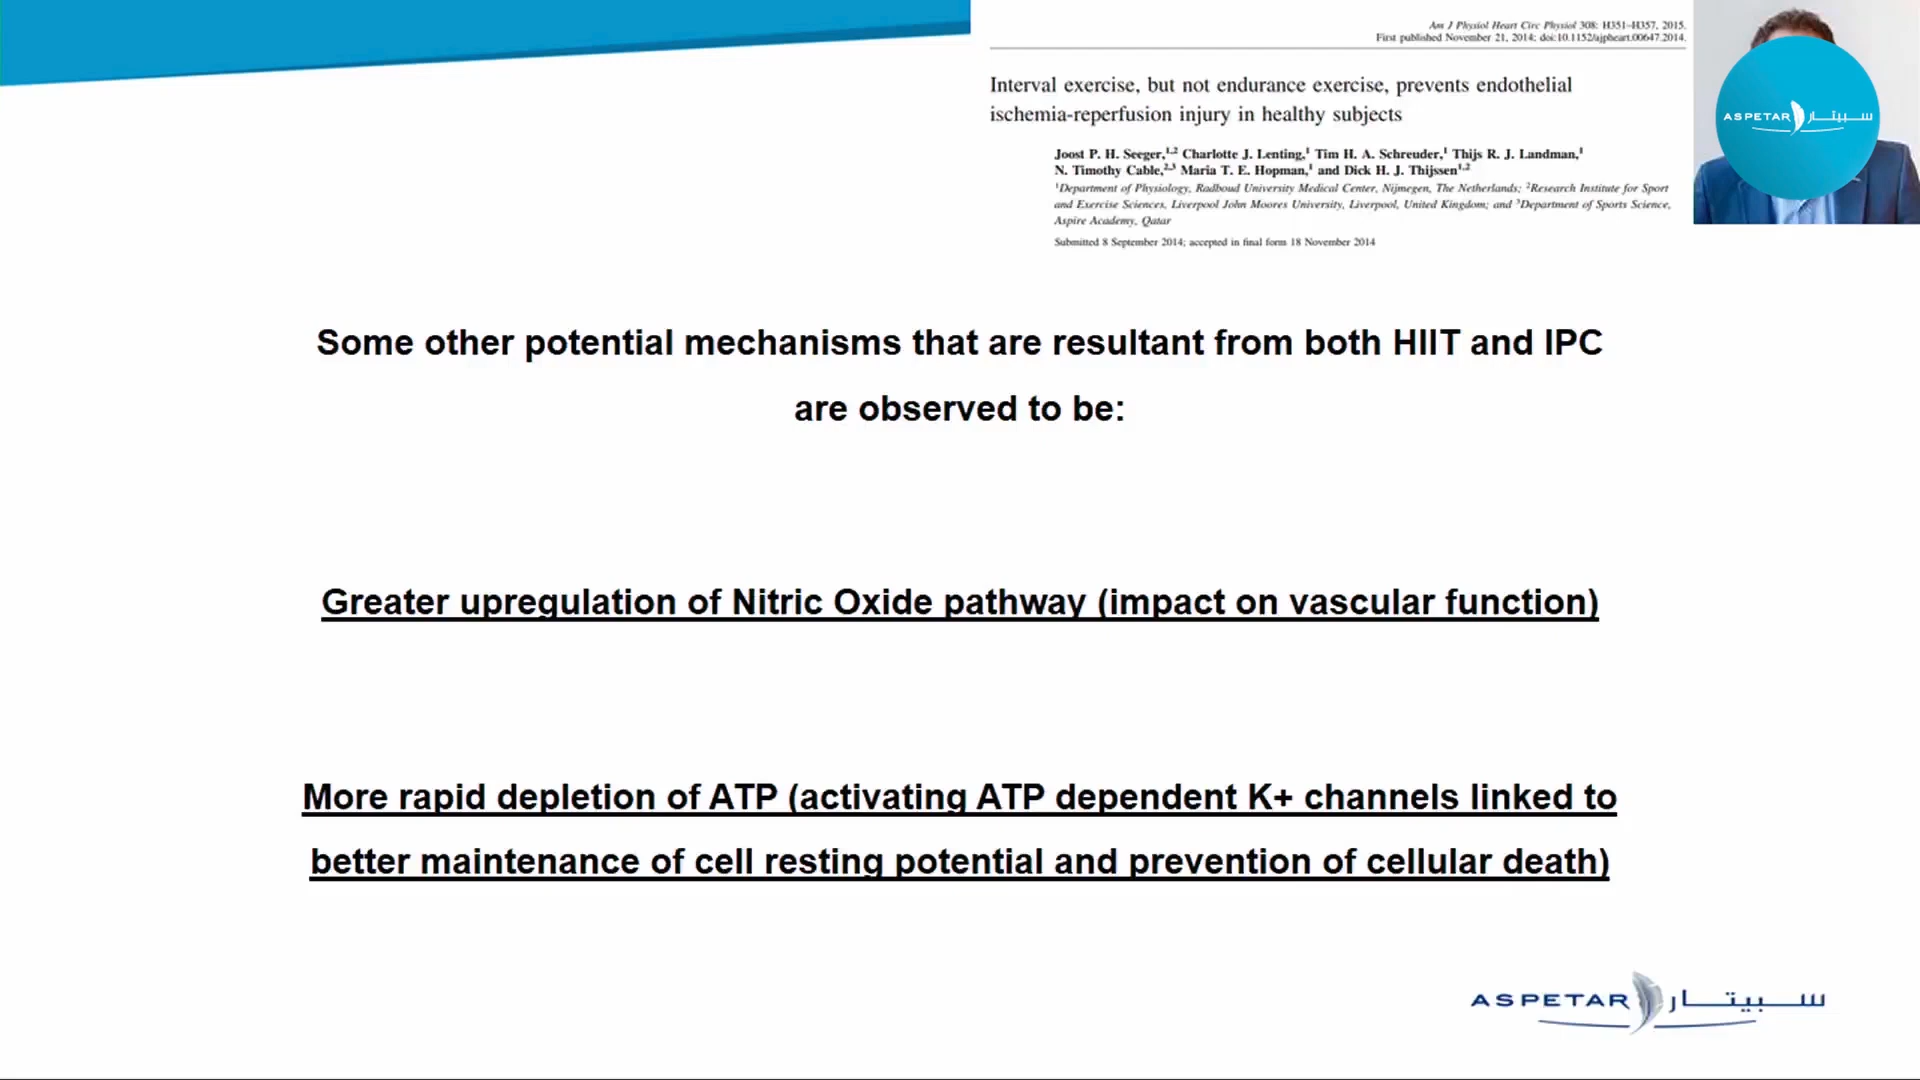 Am J Physiol Heart Circ Physiol 308: H351–H357, 2015.
First published November 21, 2014; doi:10.1152/ajpheart.00647.2014.
Interval exercise, but not endurance exercise, prevents endothelial
ischemia-reperfusion injury in healthy subjects
Joost P. H. Seeger,1,2 Charlotte J. Lenting,1 Tim H. A. Schreuder,1 Thijs R. J. Landman,1
N. Timothy Cable,2,3 Maria T. E. Hopman,1 and Dick H. J. Thijssen1,2
1Department of Physiology, Radboud University Medical Center, Nijmegen, The Netherlands; 2Research Institute for Sport
and Exercise Sciences, Liverpool John Moores University, Liverpool, United Kingdom; and 3Department of Sports Science,
Aspire Academy, Qatar
Submitted 8 September 2014; accepted in final form 18 November 2014
ASPETAR سبيتار
Some other potential mechanisms that are resultant from both HIIT and IPC
are observed to be:
Greater upregulation of Nitric Oxide pathway (impact on vascular function)
More rapid depletion of ATP (activating ATP dependent K+ channels linked to
better maintenance of cell resting potential and prevention of cellular death)
ASPETAR سبيتار